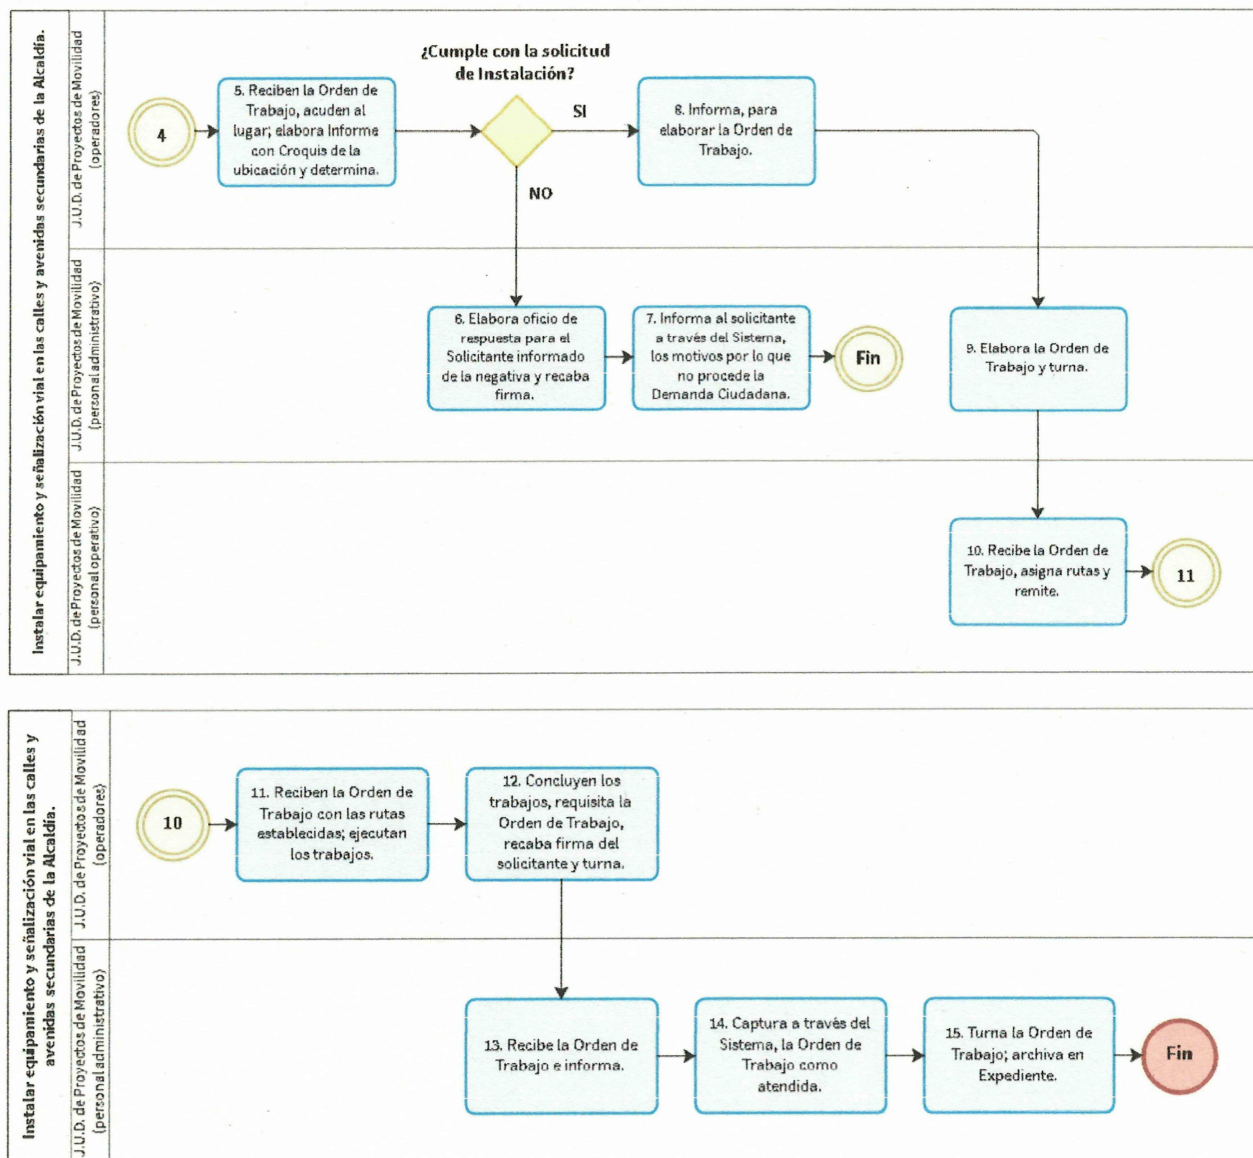 Instalar equipamiento y señalización vial en las calles y avenidas secundarias de la Alcaldía.
J.U.D. de Proyectos de Movilidad
(operadores)
4
5. Reciben la Orden de
Trabajo, acuden al
lugar; elabora Informe
con Croquis de la
ubicación y determina.
¿Cumple con la solicitud
de Instalación?
SI
NO
8. Informa, para
elaborar la Orden de
Trabajo.
J.U.D. de Proyectos de Movilidad
(personal administrativo)
6. Elabora oficio de
respuesta para el
Solicitante informado
de la negativa y recaba
firma.
7. Informa al solicitante
a través del Sistema,
los motivos por lo que
no procede la
Demanda Ciudadana.
Fin
9. Elabora la Orden de
Trabajo y turna.
J.U.D. de Proyectos de Movilidad
(personal operativo)
10. Recibe la Orden de
Trabajo, asigna rutas y
remite.
11
Instalar equipamiento y señalización vial en las calles y
avenidas secundarias de la Alcaldía.
J.U.D. de Proyectos de Movilidad
(operadores)
10
11. Reciben la Orden de
Trabajo con las rutas
establecidas; ejecutan
los trabajos.
12. Concluyen los
trabajos, requisita la
Orden de Trabajo,
recaba firma del
solicitante y turna.
J.U.D. de Proyectos de Movilidad
(personal administrativo)
13. Recibe la Orden de
Trabajo e informa.
14. Captura a través del
Sistema, la Orden de
Trabajo como
atendida.
15. Turna la Orden de
Trabajo; archiva en
Expediente.
Fin